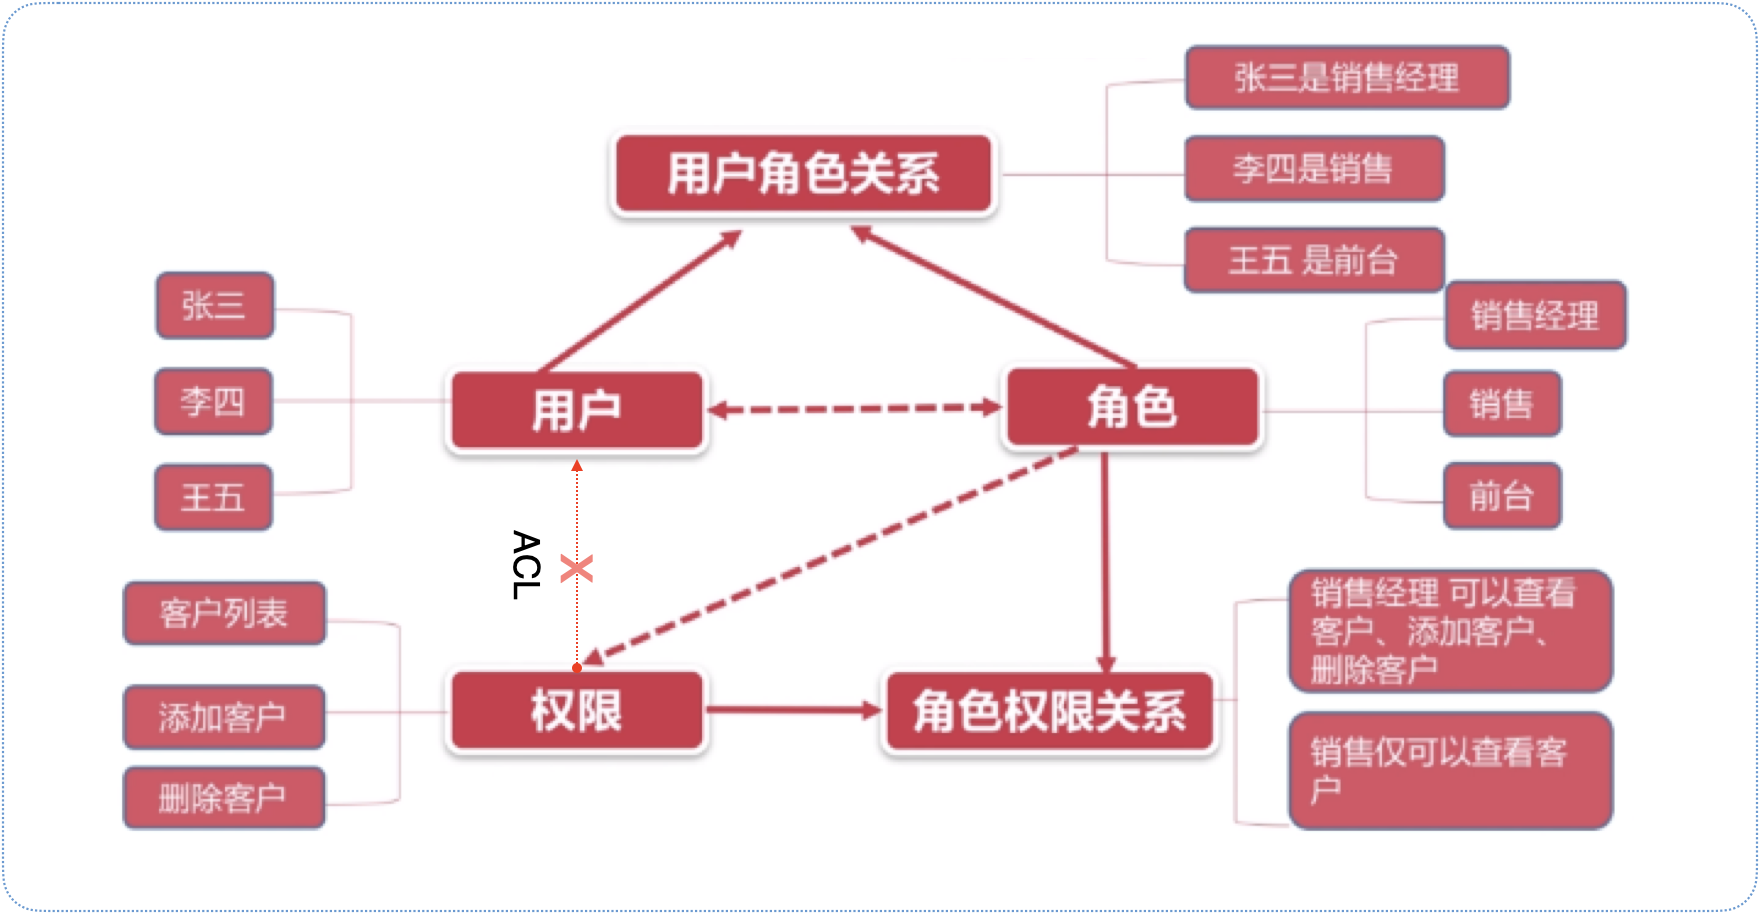 张三是销售经理
用户角色关系
李四是销售
王五 是前台
张三
李四
王五
用户
角色
销售经理
销售
前台
ACL
客户列表
添加客户
删除客户
权限
角色权限关系
销售经理 可以查看
客户、添加客户、
删除客户
销售仅可以查看客
户